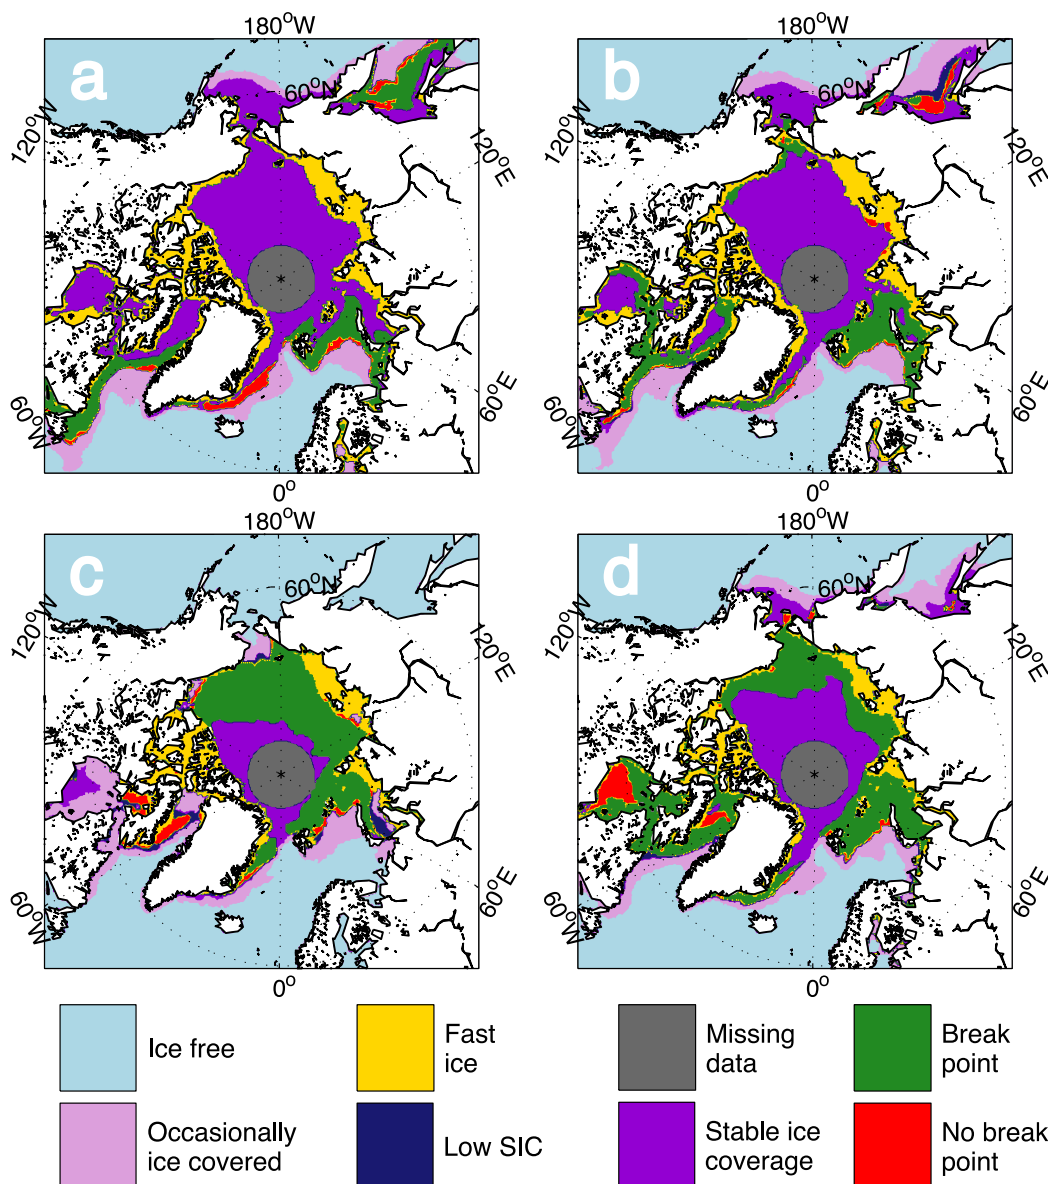 180°W
180°W
a
b
60°N
60°N
120°W
120°E
120°W
120°E
60°W
60°E
60°W
60°E
0°
0°
180°W
180°W
c
d
60°N
60°N
120°W
120°E
120°W
120°E
60°W
60°E
60°W
60°E
0°
0°
Ice free
Fast
ice
Missing
data
Break
point
Occasionally
ice covered
Low SIC
Stable ice
coverage
No break
point